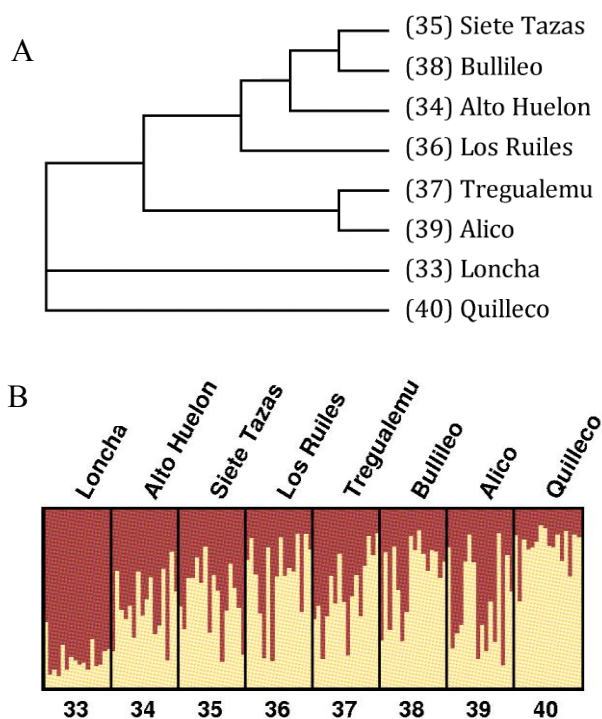 A
(35) Siete Tazas
(38) Bullileo
(34) Alto Huelon
(36) Los Ruiles
(37) Tregualemu
(39) Alico
(33) Loncha
(40) Quilleco
B
Loncha
Alto Huelon
Siete Tazas
Los Ruiles
Tregualemu
Bullileo
Alico
Quilleco
33 34 35 36 37 38 39 40